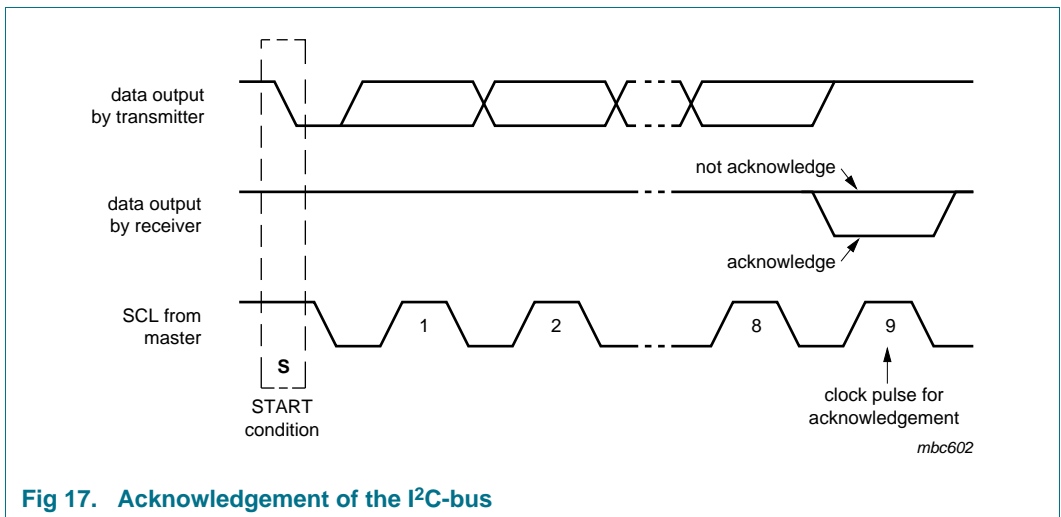 data output
by transmitter
not acknowledge
data output
by receiver
acknowledge
SCL from
master
1
2
8
9
S
START
condition
clock pulse for
acknowledgement
mbc602
Fig 17. Acknowledgement of the I²C-bus